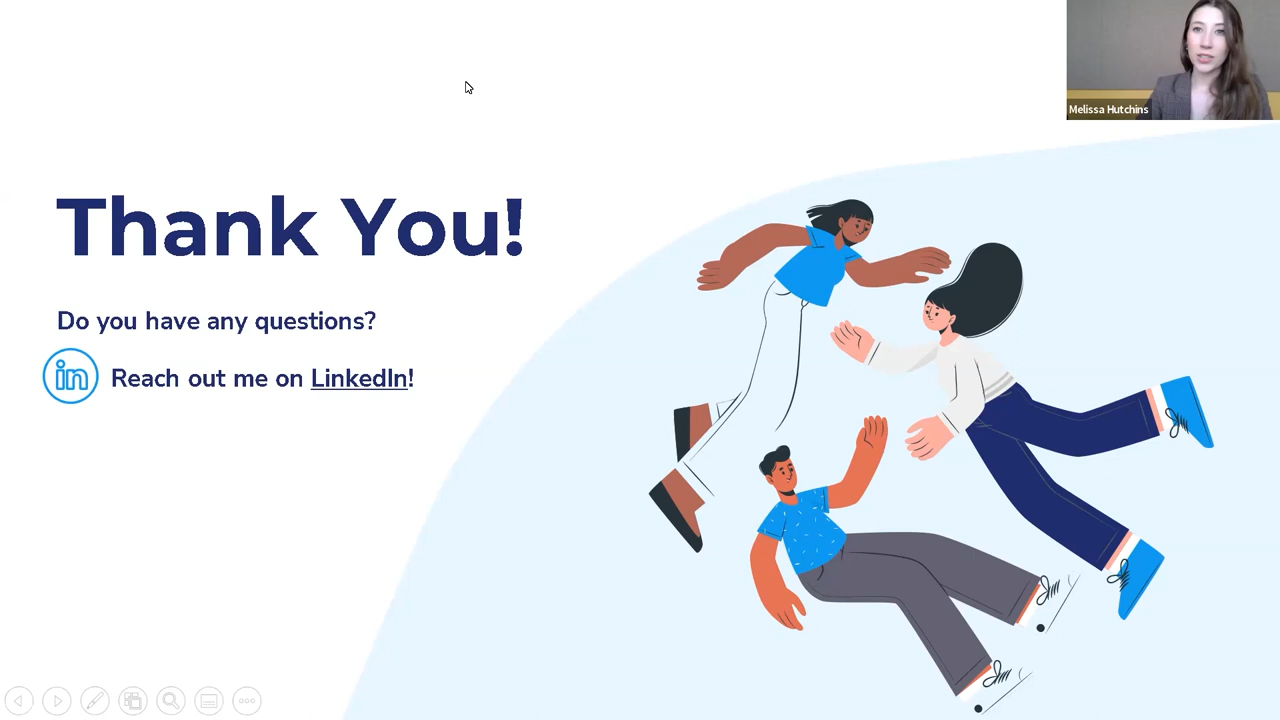 Melissa Hutchins
Thank You!
Do you have any questions?
in
Reach out me on LinkedIn!